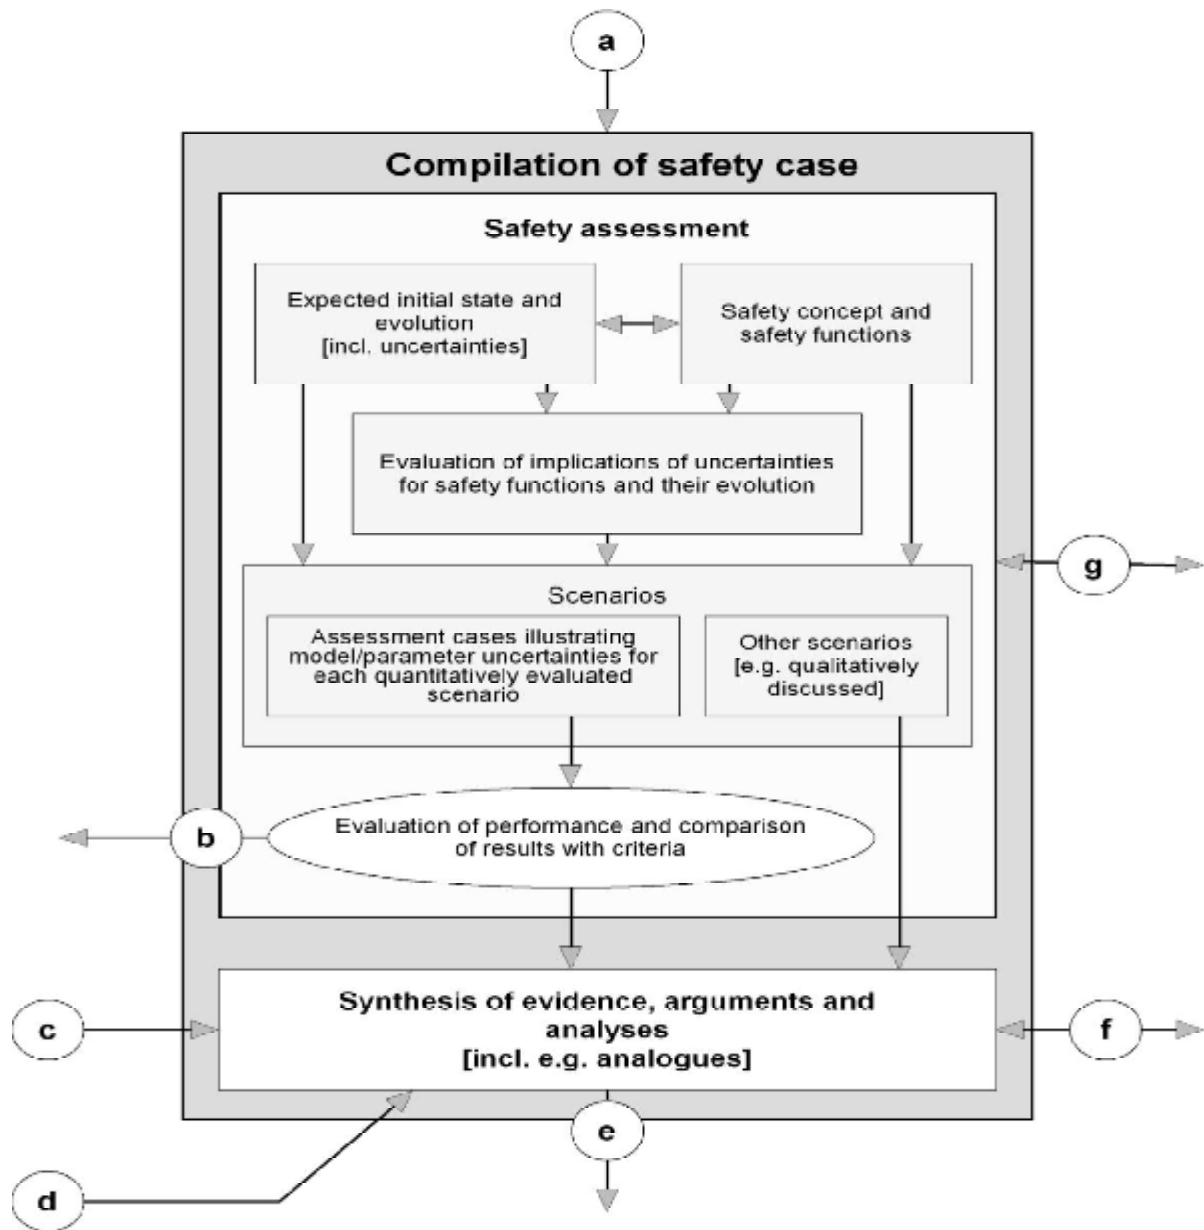 a
Compilation of safety case
Safety assessment
Expected initial state and
evolution
[incl. uncertainties]
Safety concept and
safety functions
Evaluation of implications of uncertainties
for safety functions and their evolution
g
Scenarios
Assessment cases illustrating
model/parameter uncertainties for
each quantitatively evaluated
scenario
Other scenarios
[e.g. qualitatively
discussed]
b
Evaluation of performance and comparison
of results with criteria
c
Synthesis of evidence, arguments and
analyses
[incl. e.g. analogues]
f
e
d